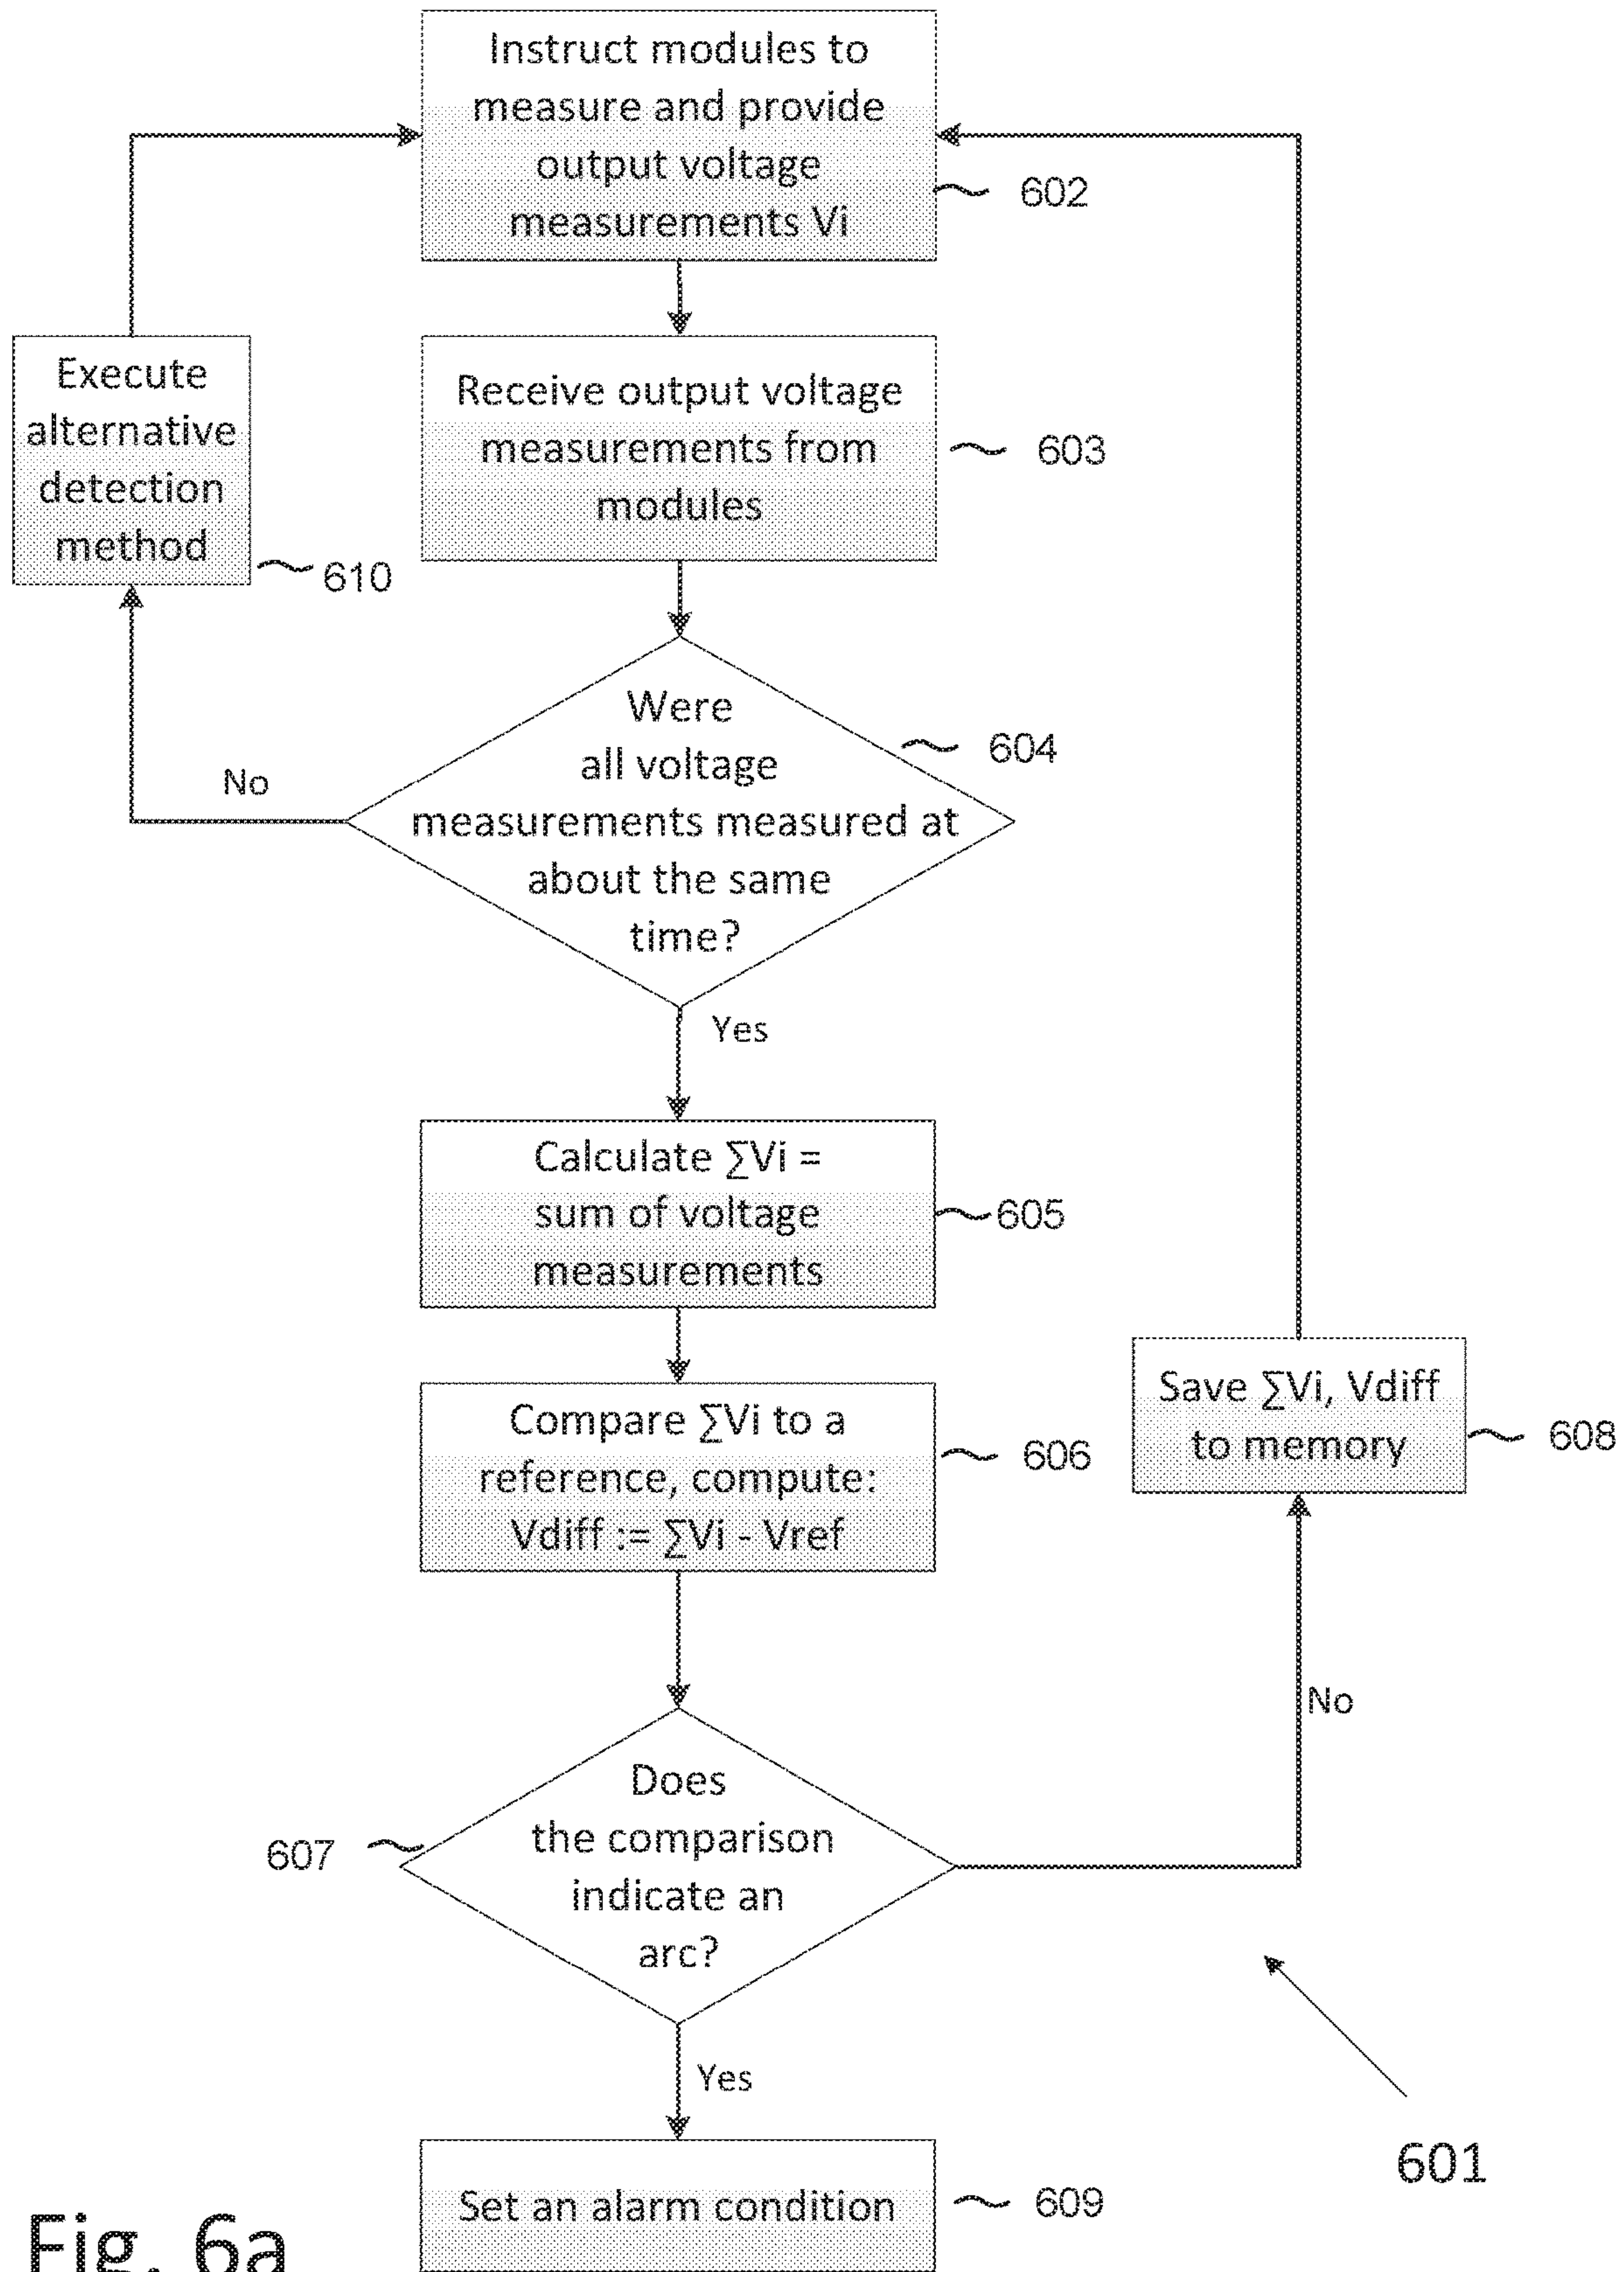 Instruct modules to
measure and provide
output voltage
measurements Vi
602
Execute
alternative
detection
method
610
Receive output voltage
measurements from
modules
603
Were
all voltage
measurements measured at
about the same
time?
604
No
Yes
Calculate ∑Vi =
sum of voltage
measurements
605
Compare ∑Vi to a
reference, compute:
Vdiff := ∑Vi - Vref
606
Save ∑Vi, Vdiff
to memory
608
No
Does
the comparison
indicate an
arc?
607
Yes
601
Set an alarm condition
609
Fig. 6a